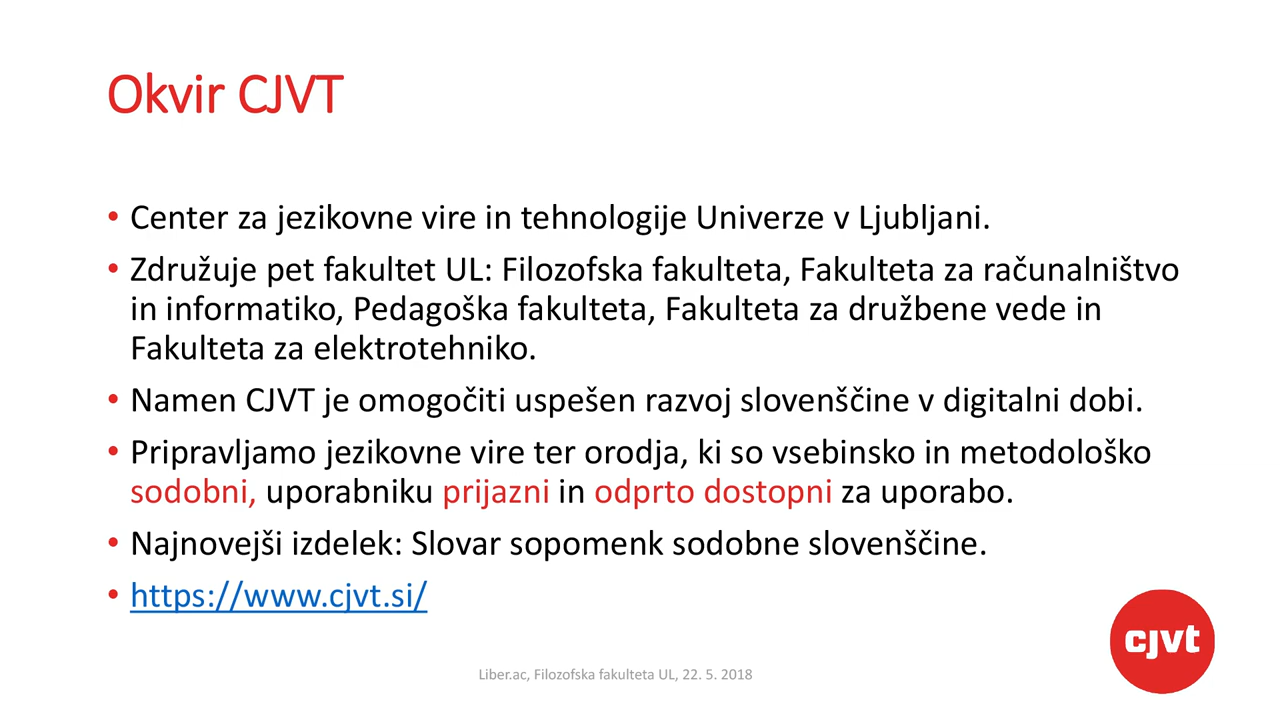 Okvir CJVT
• Center za jezikovne vire in tehnologije Univerze v Ljubljani.
• Združuje pet fakultet UL: Filozofska fakulteta, Fakulteta za računalništvo
in informatiko, Pedagoška fakulteta, Fakulteta za družbene vede in
Fakulteta za elektrotehniko.
• Namen CJVT je omogočiti uspešen razvoj slovenščine v digitalni dobi.
• Pripravljamo jezikovne vire ter orodja, ki so vsebinsko in metodološko
sodobni, uporabniku prijazni in odprto dostopni za uporabo.
• Najnovejši izdelek: Slovar sopomenk sodobne slovenščine.
• https://www.cjvt.si/
cjvt
Liber.ac, Filozofska fakulteta UL, 22. 5. 2018